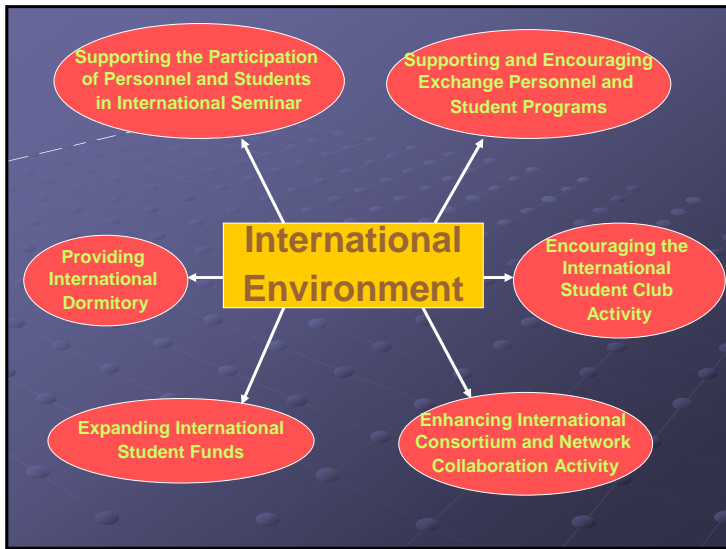 Supporting the Participation
of Personnel and Students
in International Seminar
Supporting and Encouraging
Exchange Personnel and
Student Programs
International
Environment
Providing
International
Dormitory
Encouraging the
International
Student Club
Activity
Expanding International
Student Funds
Enhancing International
Consortium and Network
Collaboration Activity